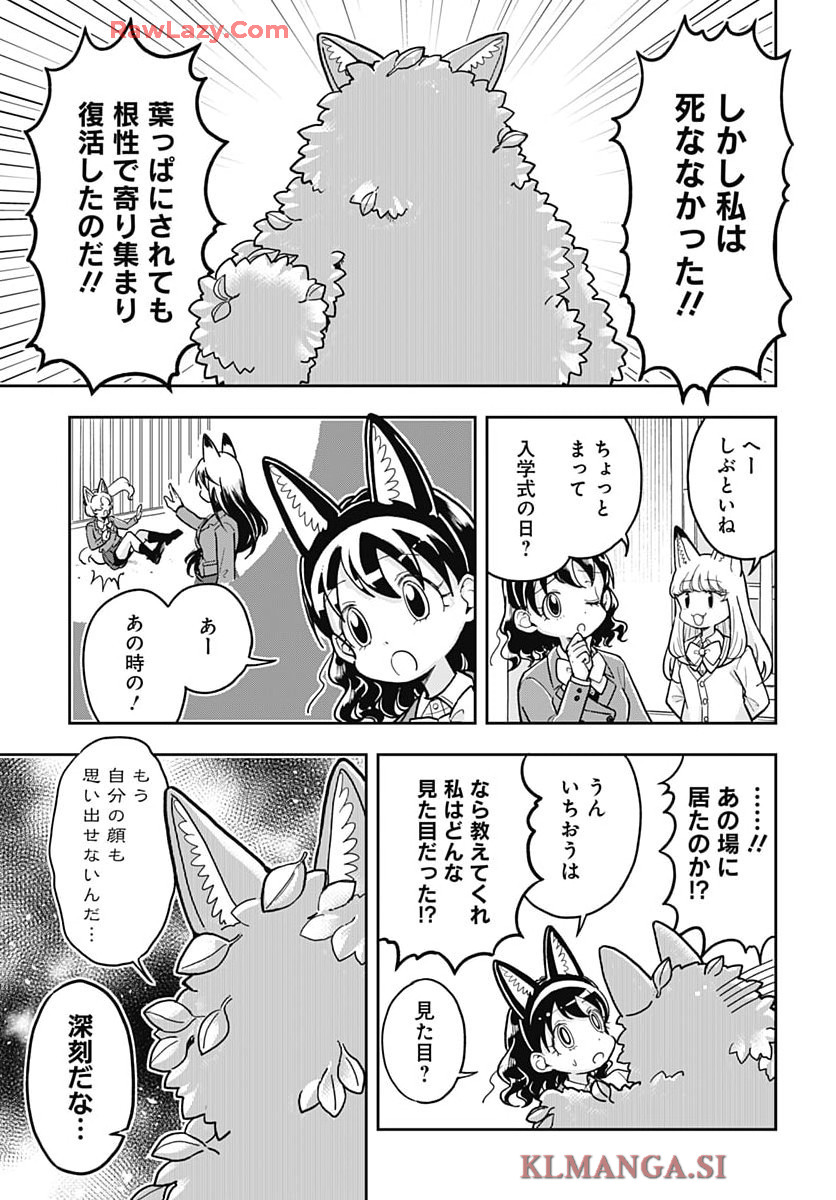 RawLazy.Com
しかし私は
死ななかった!!
葉っぱにされても
根性で寄り集まり
復活したのだ!!
へー
しぶといね
ちょっと
まって
入学式の日?
あー
あの時の!
……!!
あの場に
居たのか!?
うん
いちおうは
なら教えてくれ
私はどんな
見た目だった!?
見た目?
もう
自分の顔も
思い出せないんだ…
深刻だな…
KLMANGA.SI